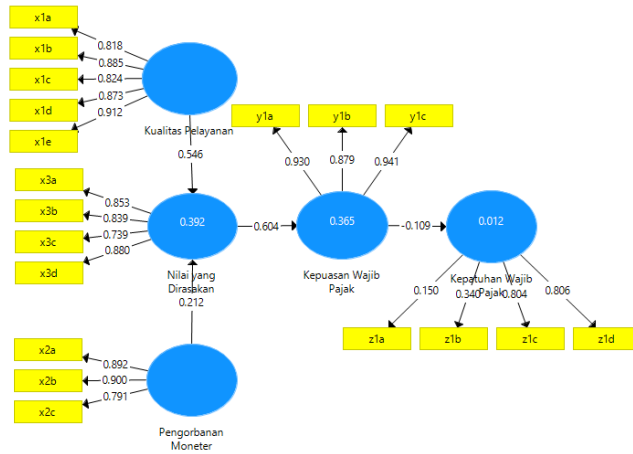 x1a
x1b
x1c
x1d
x1e
0.818
0.885
0.824
0.873
0.912
Kualitas Pelayanan
0.546
y1a
y1b
y1c
0.930
0.879
0.941
x3a
x3b
x3c
x3d
0.853
0.839
0.739
0.880
0.392
Nilai yang
Dirasakan
0.604
0.365
Kepuasan Wajib
Pajak
-0.109
0.012
Kepatuhan Wajib
Pajak
0.150
0.340
0.804
0.806
z1a
z1b
z1c
z1d
0.212
x2a
x2b
x2c
0.892
0.900
0.791
Pengorbanan
Moneter